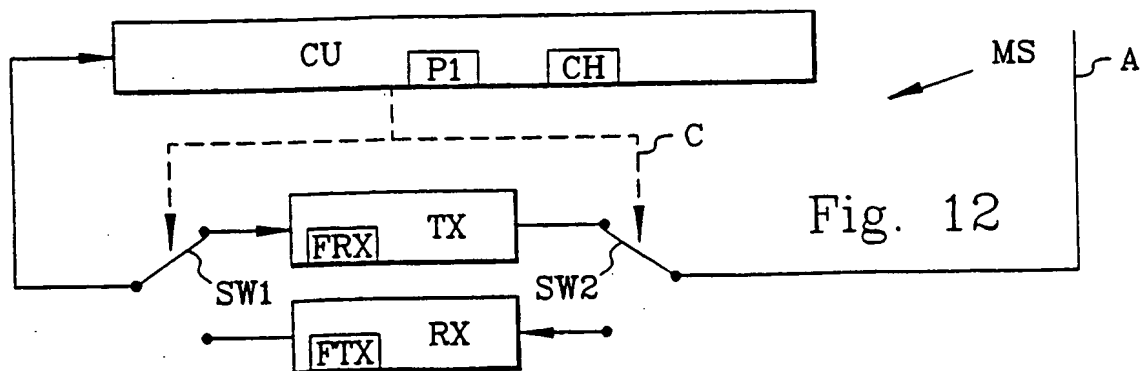 CU P1 CH
MS
A
C
FRX TX
Fig. 12
SW1
SW2
FTX RX